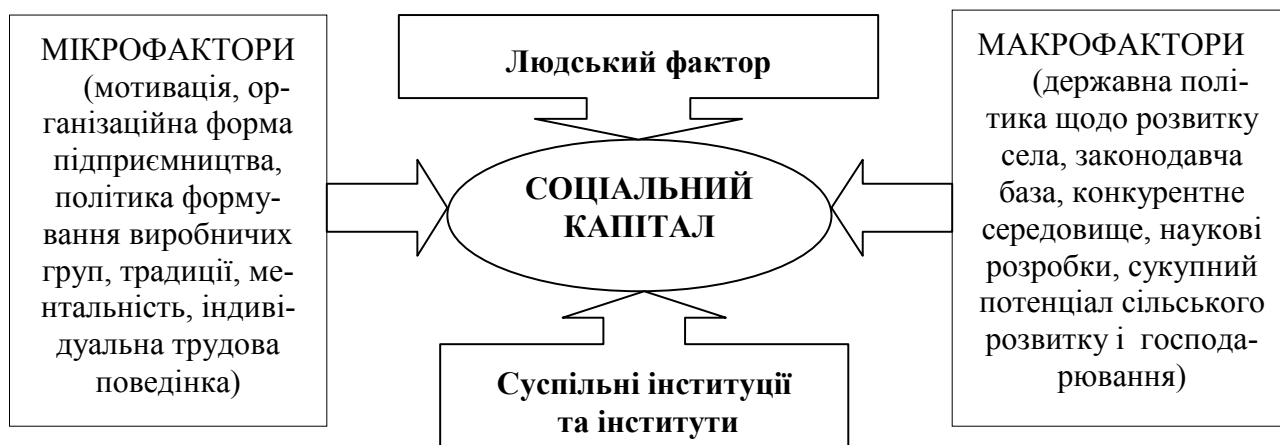 МІКРОФАКТОРИ
(мотивація, ор-
ганізаційна форма
підприємництва,
політика форму-
вання виробничих
груп, традиції, ме-
нтальність, індиві-
дуальна трудова
поведінка)
Людський фактор
СОЦІАЛЬНИЙ
КАПІТАЛ
Суспільні інституції
та інститути
МАКРОФАКТОРИ
(державна полі-
тика щодо розвитку
села, законодавча
база, конкурентне
середовище, наукові
розробки, сукупний
потенціал сільського
розвитку і господа-
рювання)